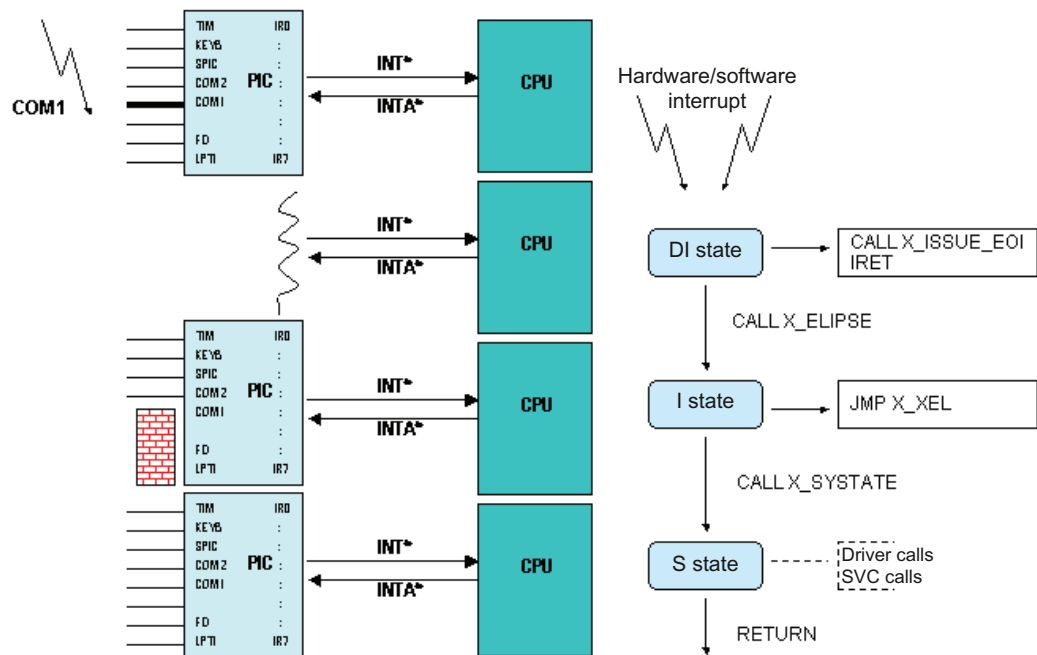 COM1
TIM IR0
KEYB :
SPIC :
COM2 PIC :
COM1 :
:
FD :
LPT1 IR7
INT*
INTA*
CPU
Hardware/software
interrupt
INT*
INTA*
CPU
DI state
CALL X_ISSUE_EOI
IRET
CALL X_ELIPSE
TIM IR0
KEYB :
SPIC :
COM2 PIC :
COM1 :
:
FD :
LPT1 IR7
INT*
INTA*
CPU
I state
JMP X_XEL
CALL X_SYSTATE
TIM IR0
KEYB :
SPIC :
COM2 PIC :
COM1 :
:
FD :
LPT1 IR7
INT*
INTA*
CPU
S state
Driver calls
SVC calls
RETURN